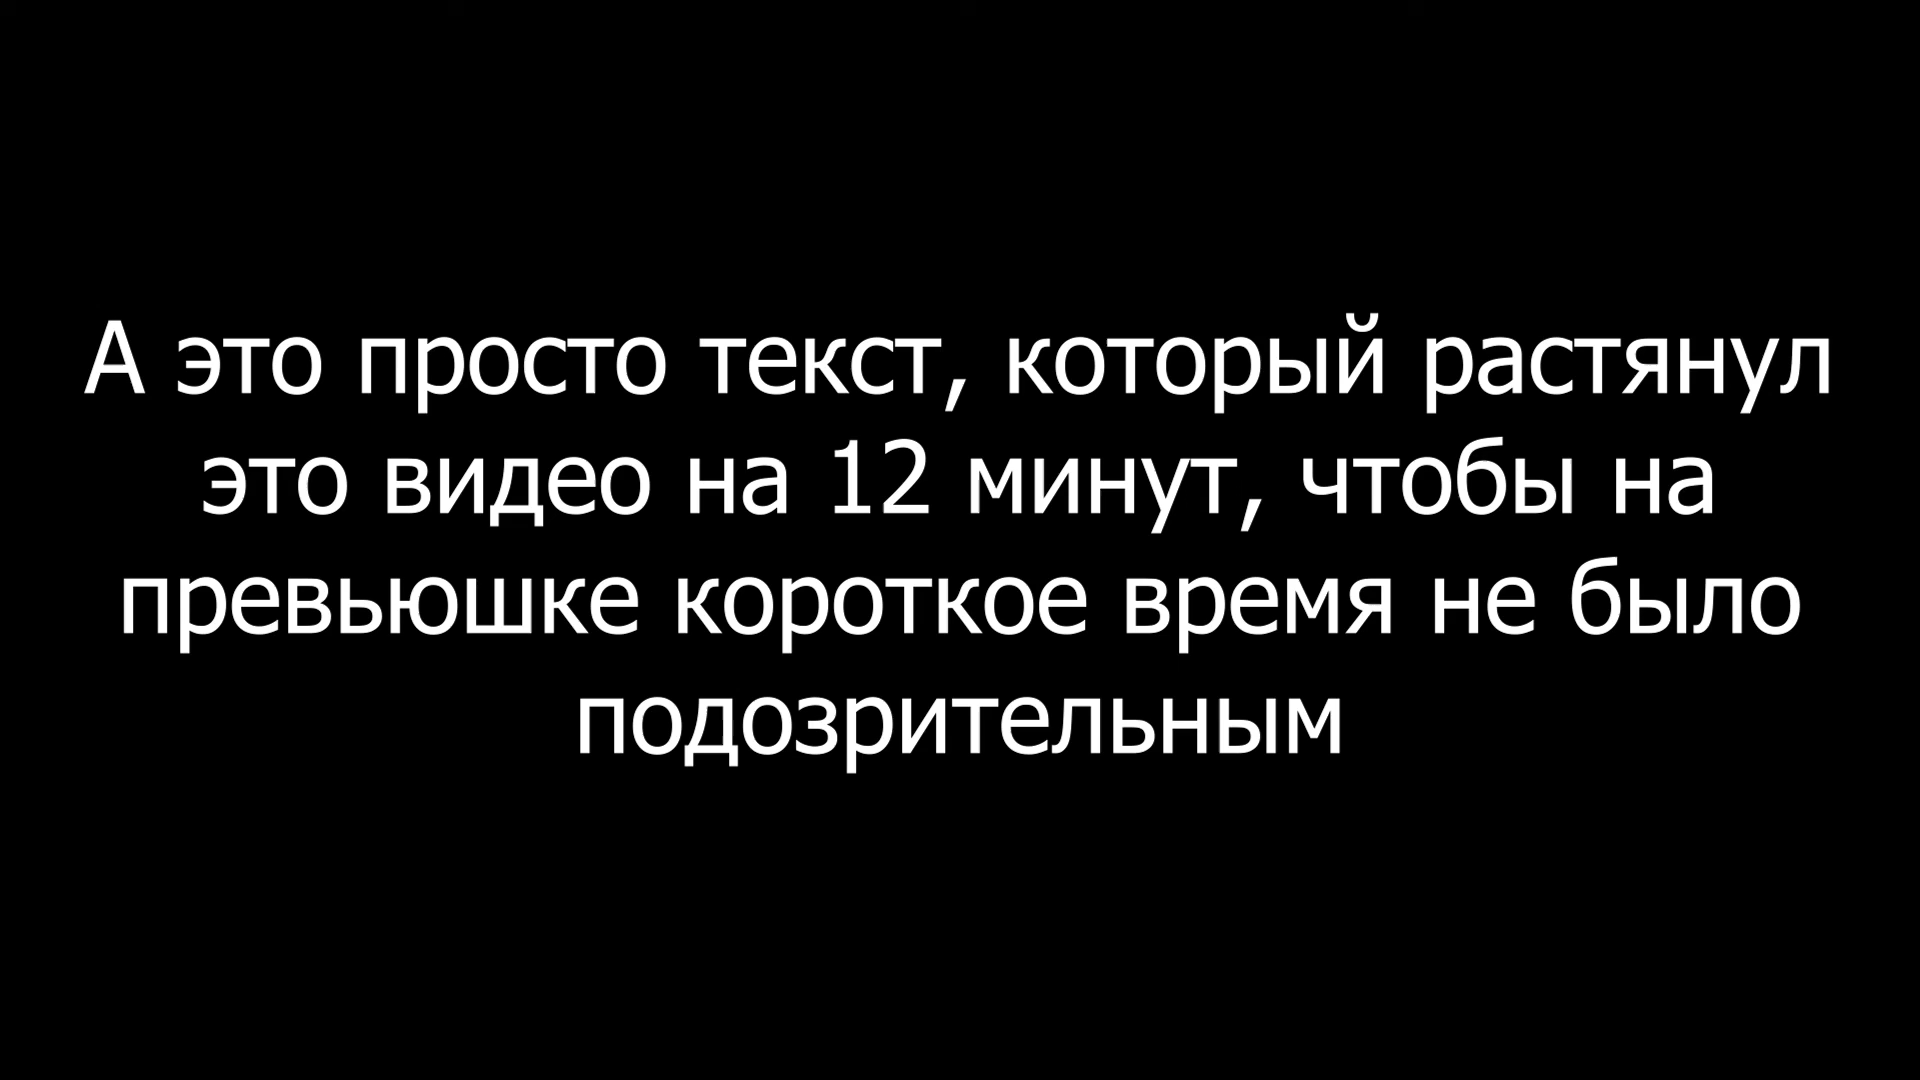 А это просто текст, который растянул
это видео на 12 минут, чтобы на
превьюшке короткое время не было
подозрительным